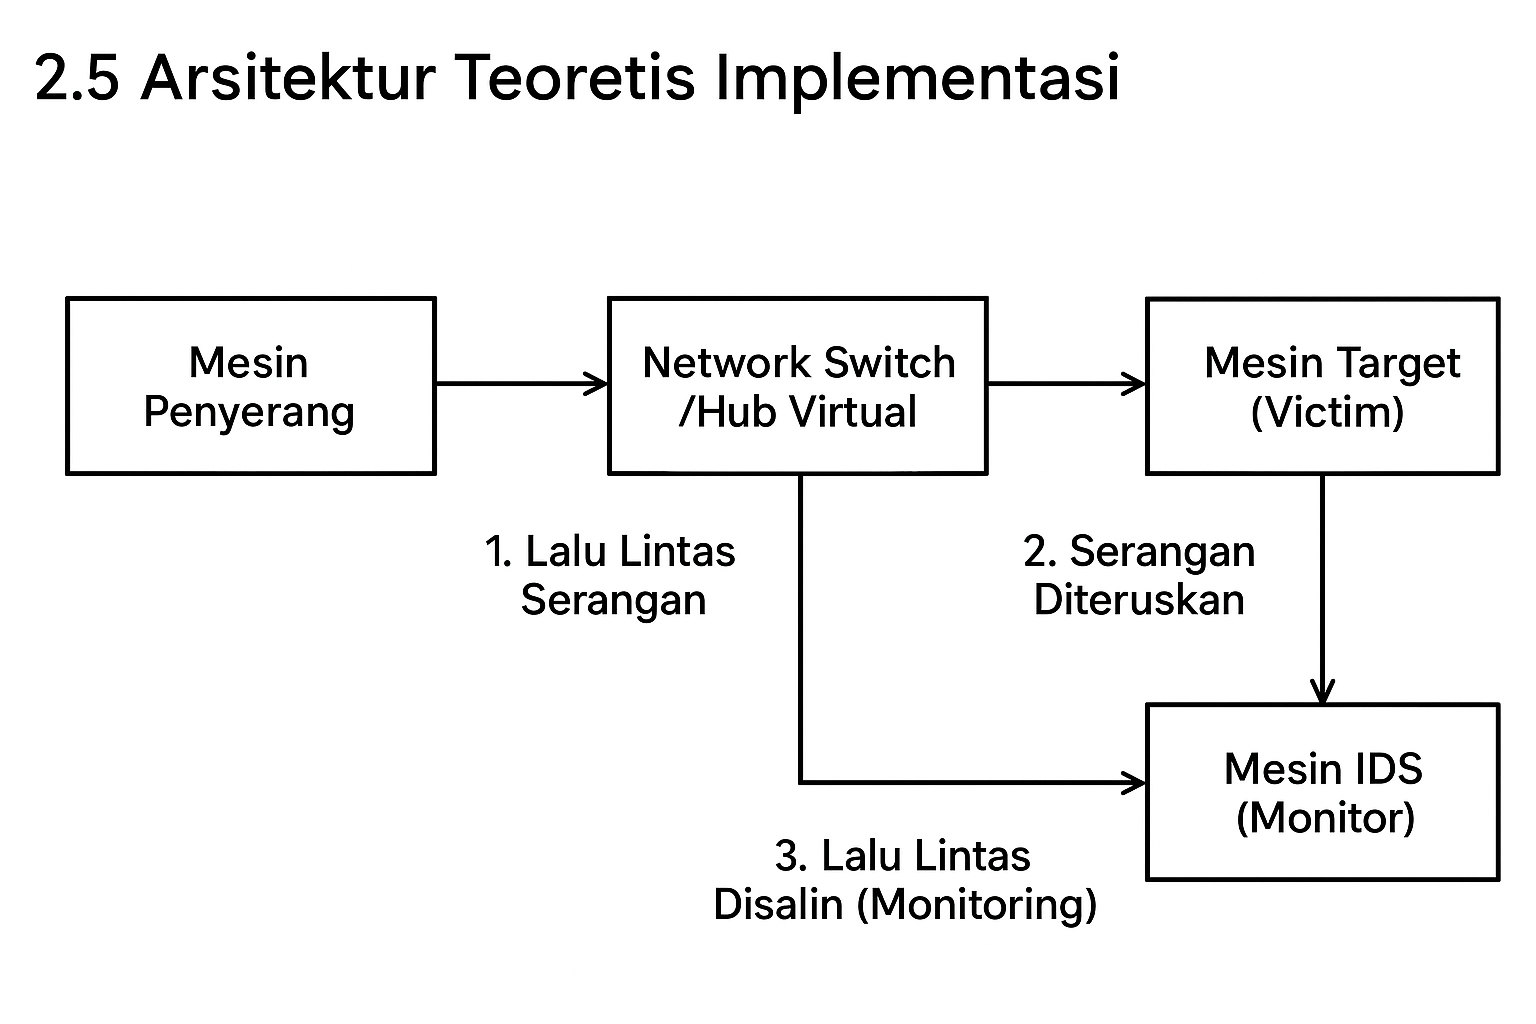 2.5 Arsitektur Teoretis Implementasi
Mesin
Penyerang
Network Switch
/Hub Virtual
Mesin Target
(Victim)
1. Lalu Lintas
Serangan
2. Serangan
Diteruskan
Mesin IDS
(Monitor)
3. Lalu Lintas
Disalin (Monitoring)